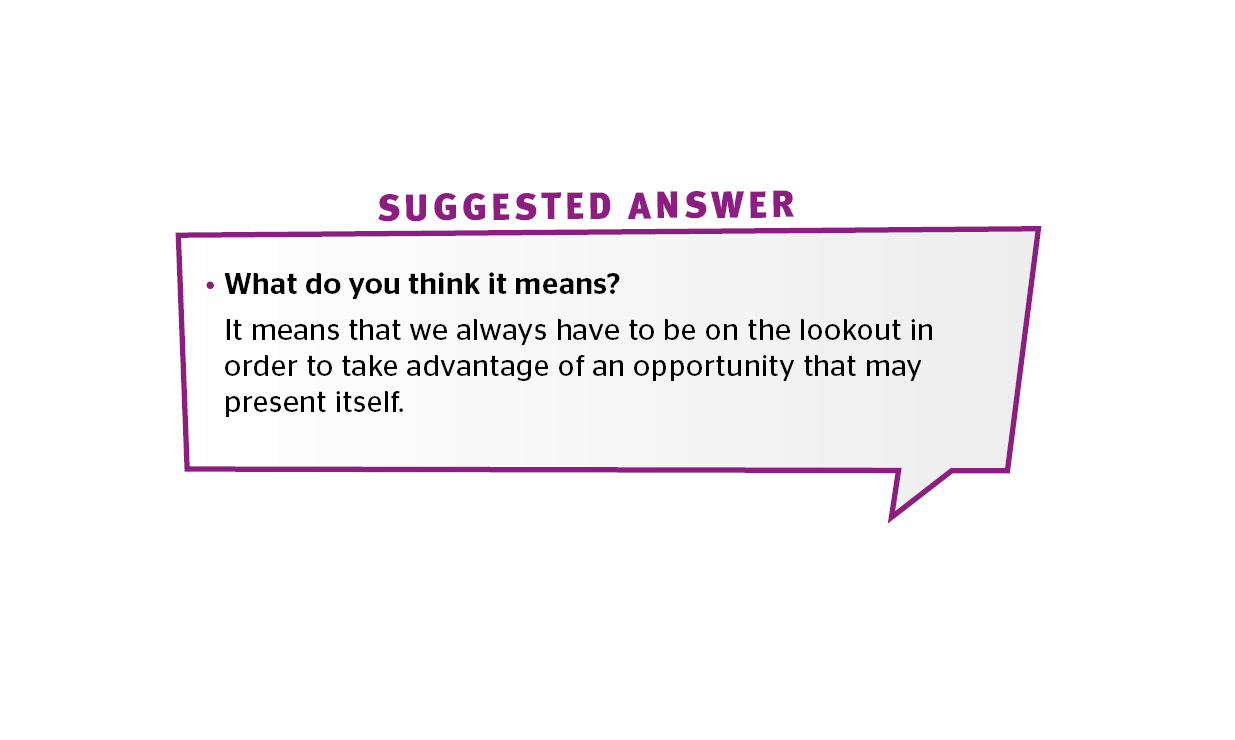 SUGGESTED ANSWER
• What do you think it means?
It means that we always have to be on the lookout in
order to take advantage of an opportunity that may
present itself.